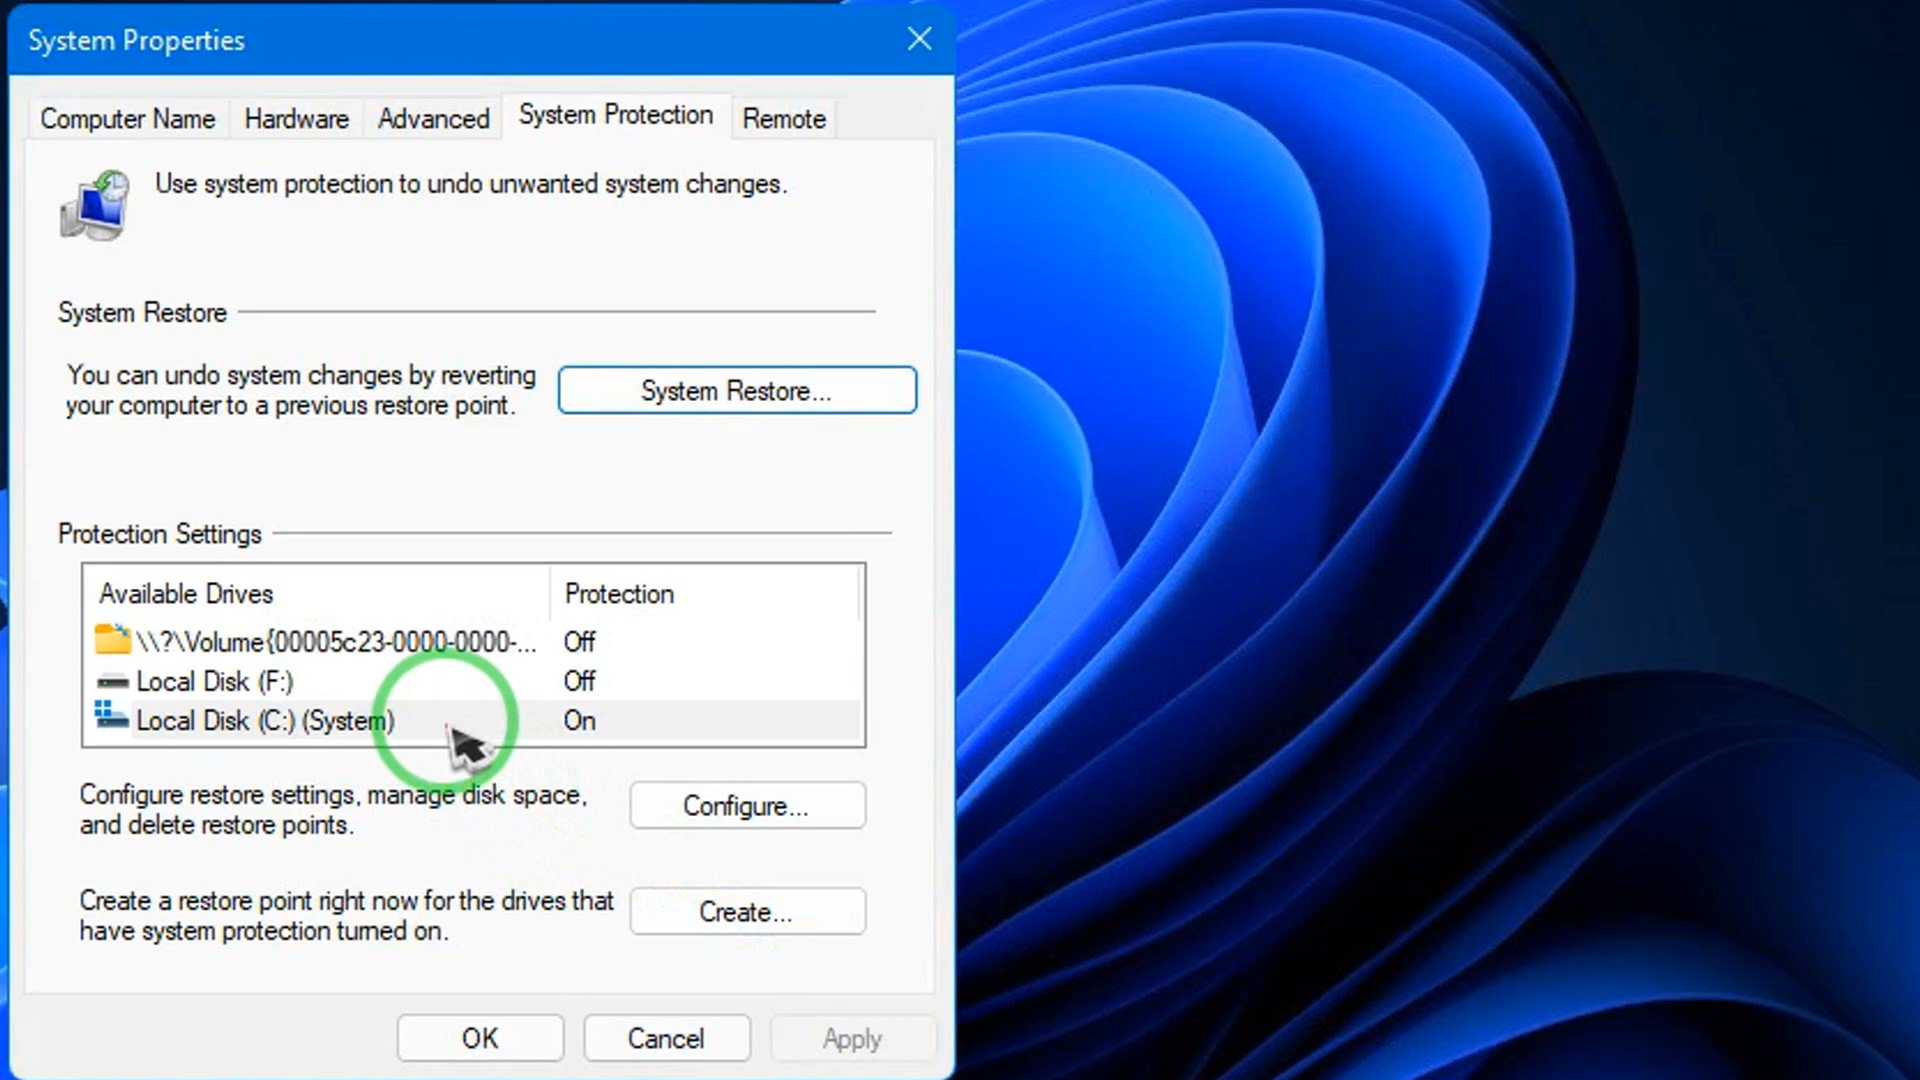 System Properties
Computer Name
Hardware
Advanced
System Protection
Remote
Use system protection to undo unwanted system changes.
System Restore
You can undo system changes by reverting
your computer to a previous restore point.
System Restore...
Protection Settings
Available Drives
Protection
\\?\Volume{00005c23-0000-0000-...
Off
Local Disk (F:)
Off
Local Disk (C:) (System)
On
Configure restore settings, manage disk space,
and delete restore points.
Configure...
Create a restore point right now for the drives that
have system protection turned on.
Create...
OK
Cancel
Apply